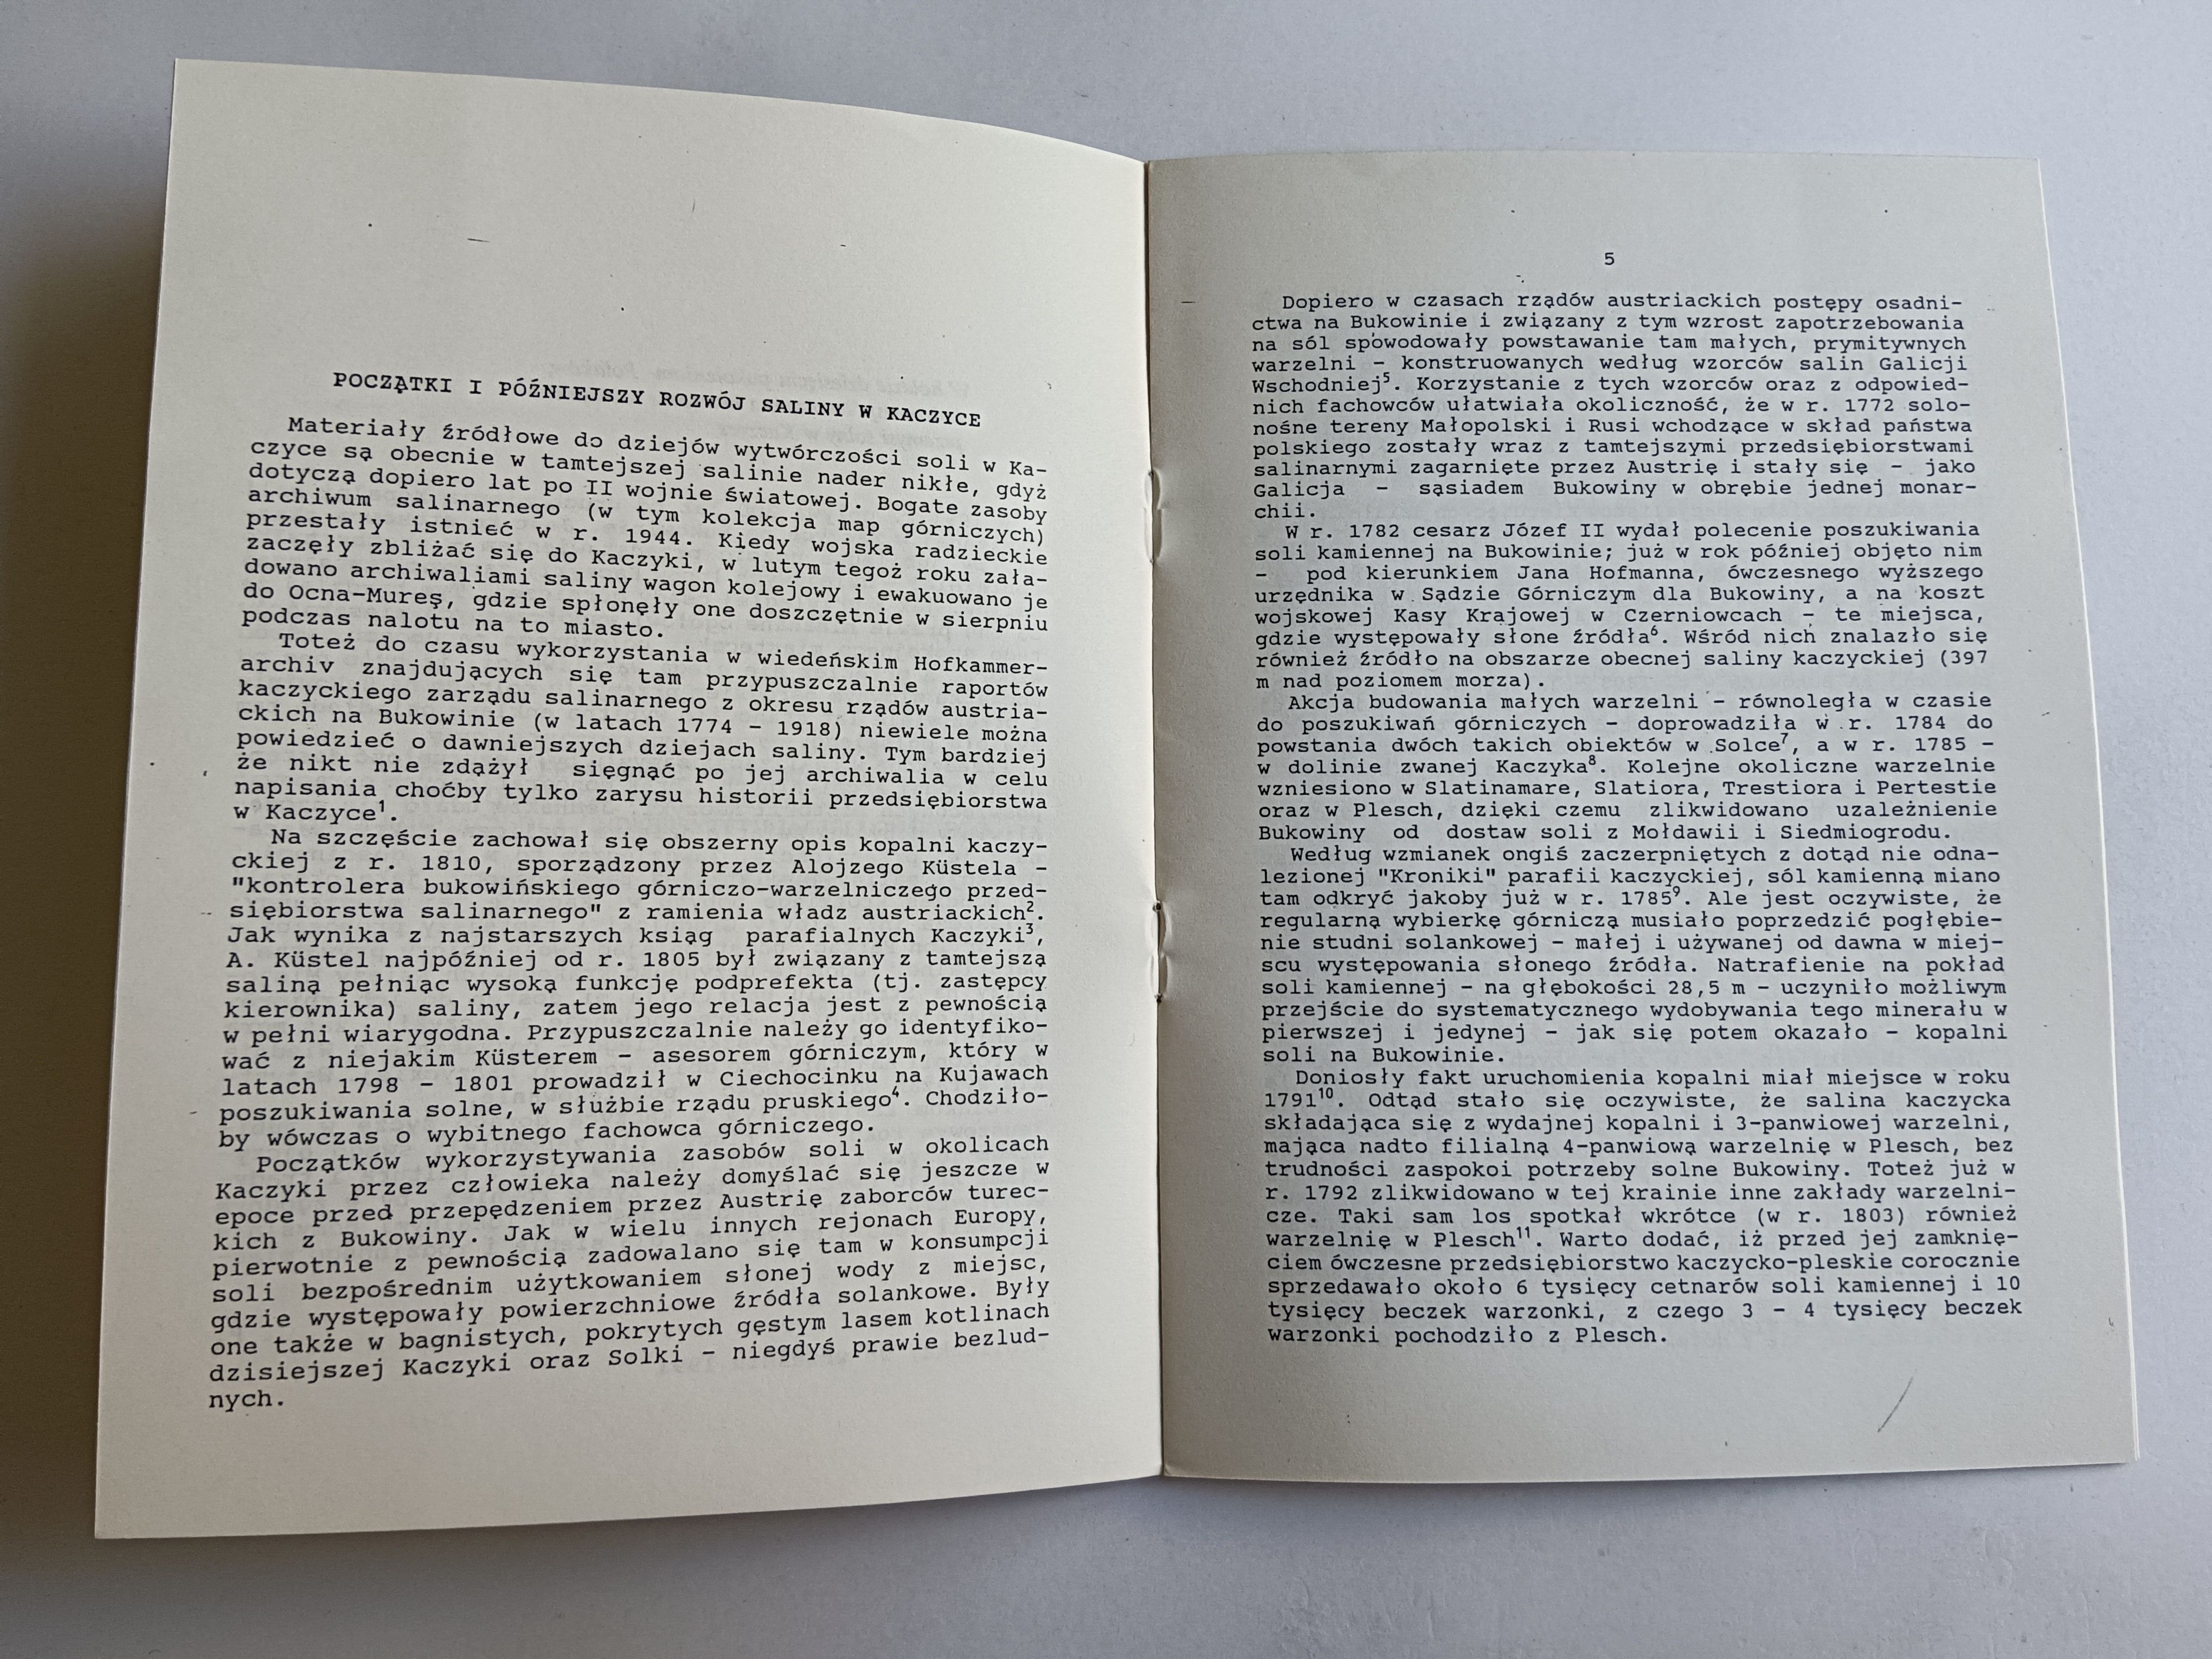 POCZĄTKI I PÓŹNIEJSZY ROZWÓJ SALINY W KACZYCE
Materiały źródłowe do dziejów wytwórczości soli w Ka-
czyce są obecnie w tamtejszej salinie nader nikłe, gdyż
dotyczą dopiero lat po II wojnie światowej. Bogate zasoby
archiwum salinarnego (w tym kolekcja map górniczych)
przestały istnieć w r. 1944. Kiedy wojska radzieckie
zaczęły zbliżać się do Kaczyki, w lutym tegoż roku zała-
dowano archiwaliami saliny wagon kolejowy i ewakuowano je
do Ocna-Mureş, gdzie spłonęły one doszczętnie w sierpniu
podczas nalotu na to miasto.
Toteż do czasu wykorzystania w wiedeńskim Hofkammer-
archiv znajdujących się tam przypuszczalnie raportów
kaczyckiego zarządu salinarnego z okresu rządów austria-
ckich na Bukowinie (w latach 1774 - 1918) niewiele można
powiedzieć o dawniejszych dziejach saliny. Tym bardziej
że nikt nie zdążył sięgnąć po jej archiwalia w celu
napisania choćby tylko zarysu historii przedsiębiorstwa
w Kaczyce¹.
Na szczęście zachował się obszerny opis kopalni kaczy-
ckiej z r. 1810, sporządzony przez Alojzego Küstela -
"kontrolera bukowińskiego górniczo-warzelniczego przed-
siębiorstwa salinarnego" z ramienia władz austriackich².
Jak wynika z najstarszych ksiąg parafialnych Kaczyki³,
A. Küstel najpóźniej od r. 1805 był związany z tamtejszą
saliną pełniąc wysoką funkcję podprefekta (tj. zastępcy
kierownika) saliny, zatem jego relacja jest z pewnością
w pełni wiarygodna. Przypuszczalnie należy go identyfiko-
wać z niejakim Küsterem - asesorem górniczym, który w
latach 1798 - 1801 prowadził w Ciechocinku na Kujawach
poszukiwania solne, w służbie rządu pruskiego⁴. Chodziło-
by wówczas o wybitnego fachowca górniczego.
Początków wykorzystywania zasobów soli w okolicach
Kaczyki przez człowieka należy domyślać się jeszcze w
epoce przed przepędzeniem przez Austrię zaborców turec-
kich z Bukowiny. Jak w wielu innych rejonach Europy,
pierwotnie z pewnością zadowalano się tam w konsumpcji
soli bezpośrednim użytkowaniem słonej wody z miejsc,
gdzie występowały powierzchniowe źródła solankowe. Były
one także w bagnistych, pokrytych gęstym lasem kotlinach
dzisiejszej Kaczyki oraz Solki - niegdyś prawie bezlud-
nych.
5
Dopiero w czasach rządów austriackich postępy osadni-
ctwa na Bukowinie i związany z tym wzrost zapotrzebowania
na sól spowodowały powstawanie tam małych, prymitywnych
warzelni - konstruowanych według wzorców salin Galicji
Wschodniej⁵. Korzystanie z tych wzorców oraz z odpowied-
nich fachowców ułatwiała okoliczność, że w r. 1772 solo-
nośne tereny Małopolski i Rusi wchodzące w skład państwa
polskiego zostały wraz z tamtejszymi przedsiębiorstwami
salinarnymi zagarnięte przez Austrię i stały się - jako
Galicja - sąsiadem Bukowiny w obrębie jednej monar-
chii.
W r. 1782 cesarz Józef II wydał polecenie poszukiwania
soli kamiennej na Bukowinie; już w rok później objęto nim
- pod kierunkiem Jana Hofmanna, ówczesnego wyższego
urzędnika w Sądzie Górniczym dla Bukowiny, a na koszt
wojskowej Kasy Krajowej w Czerniowcach - te miejsca,
gdzie występowały słone źródła⁶. Wśród nich znalazło się
również źródło na obszarze obecnej saliny kaczyckiej (397
m nad poziomem morza).
Akcja budowania małych warzelni - równoległa w czasie
do poszukiwań górniczych - doprowadziła w r. 1784 do
powstania dwóch takich obiektów w Solce⁷, a w r. 1785 -
w dolinie zwanej Kaczyka⁸. Kolejne okoliczne warzelnie
wzniesiono w Slatinamare, Slatiora, Trestiora i Pertestie
oraz w Plesch, dzięki czemu zlikwidowano uzależnienie
Bukowiny od dostaw soli z Mołdawii i Siedmiogrodu.
Według wzmianek ongiś zaczerpniętych z dotąd nie odna-
lezionej "Kroniki" parafii kaczyckiej, sól kamienną miano
tam odkryć jakoby już w r. 1785⁹. Ale jest oczywiste, że
regularną wybierkę górniczą musiało poprzedzić pogłębie-
nie studni solankowej - małej i używanej od dawna w miej-
scu występowania słonego źródła. Natrafienie na pokład
soli kamiennej - na głębokości 28,5 m - uczyniło możliwym
przejście do systematycznego wydobywania tego minerału w
pierwszej i jedynej - jak się potem okazało - kopalni
soli na Bukowinie.
Doniosły fakt uruchomienia kopalni miał miejsce w roku
1791¹⁰. Odtąd stało się oczywiste, że salina kaczycka
składająca się z wydajnej kopalni i 3-panwiowej warzelni,
mająca nadto filialną 4-panwiową warzelnię w Plesch, bez
trudności zaspokoi potrzeby solne Bukowiny. Toteż już w
r. 1792 zlikwidowano w tej krainie inne zakłady warzelni-
cze. Taki sam los spotkał wkrótce (w r. 1803) również
warzelnię w Plesch¹¹. Warto dodać, iż przed jej zamknię-
ciem ówczesne przedsiębiorstwo kaczycko-pleskie corocznie
sprzedawało około 6 tysięcy cetnarów soli kamiennej i 10
tysięcy beczek warzonki, z czego 3 - 4 tysięcy beczek
warzonki pochodziło z Plesch.